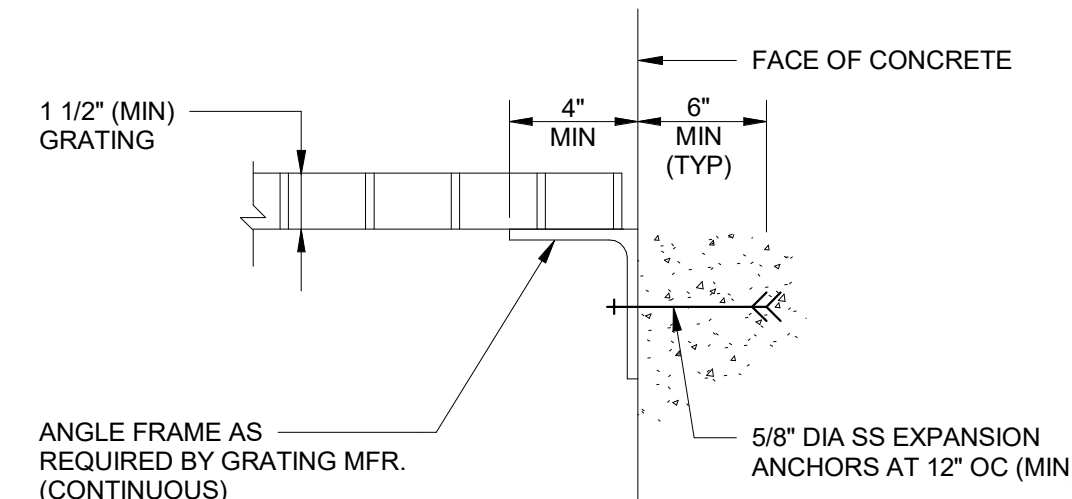 FACE OF CONCRETE
1 1/2" (MIN)
GRATING
4"
MIN
6"
MIN
(TYP)
ANGLE FRAME AS
REQUIRED BY GRATING MFR.
(CONTINUOUS)
5/8" DIA SS EXPANSION
ANCHORS AT 12" OC (MIN